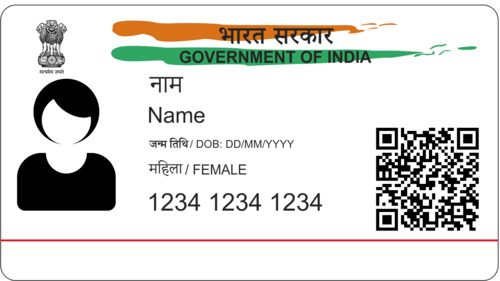 भारत सरकार
GOVERNMENT OF INDIA
सत्यमेव जयते
नाम
Name
जन्म तिथि / DOB: DD/MM/YYYY
महिला / FEMALE
1234 1234 1234